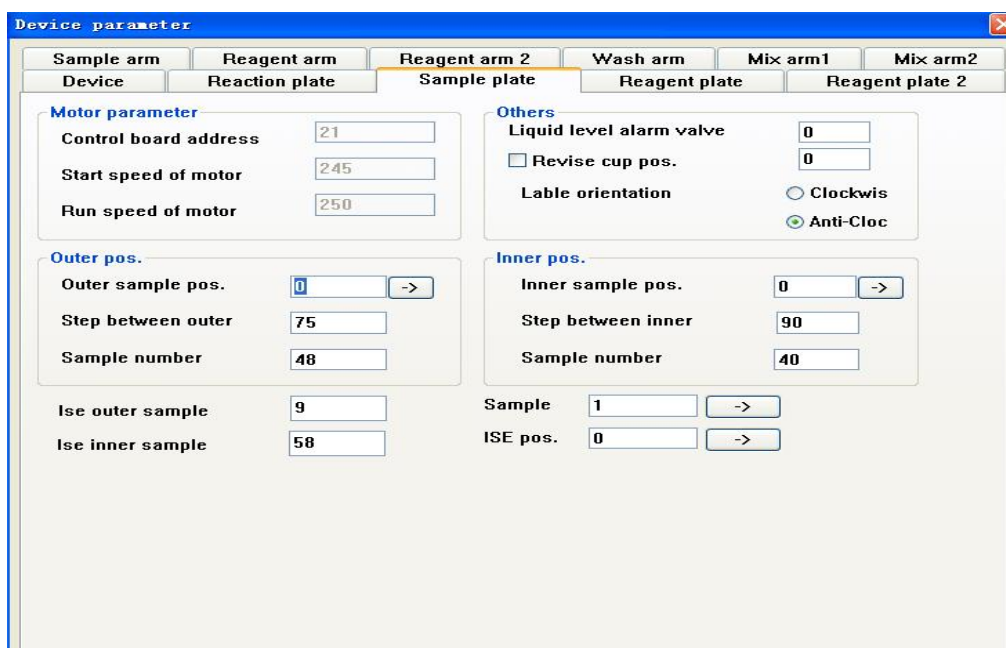 Device parameter
Sample arm Reagent arm Reagent arm 2 Wash arm Mix arm1 Mix arm2
Device Reaction plate Sample plate Reagent plate Reagent plate 2
Motor parameter
Control board address 21
Start speed of motor 245
Run speed of motor 250
Others
Liquid level alarm valve 0
Revise cup pos. 0
Lable orientation Clockwis
Anti-Cloc
Outer pos.
Outer sample pos. 0 ->
Step between outer 75
Sample number 48
Inner pos.
Inner sample pos. 0 ->
Step between inner 90
Sample number 40
Ise outer sample 9
Ise inner sample 58
Sample 1 ->
ISE pos. 0 ->